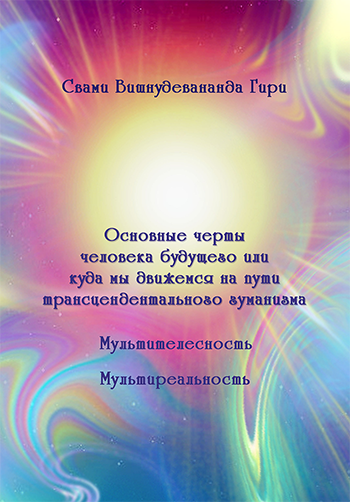 Свами Вишнудевананда Гири
Основные черты
человека будущего или
куда мы движемся на пути
трансцендентального гуманизма
Мультителесность
Мультиреальность